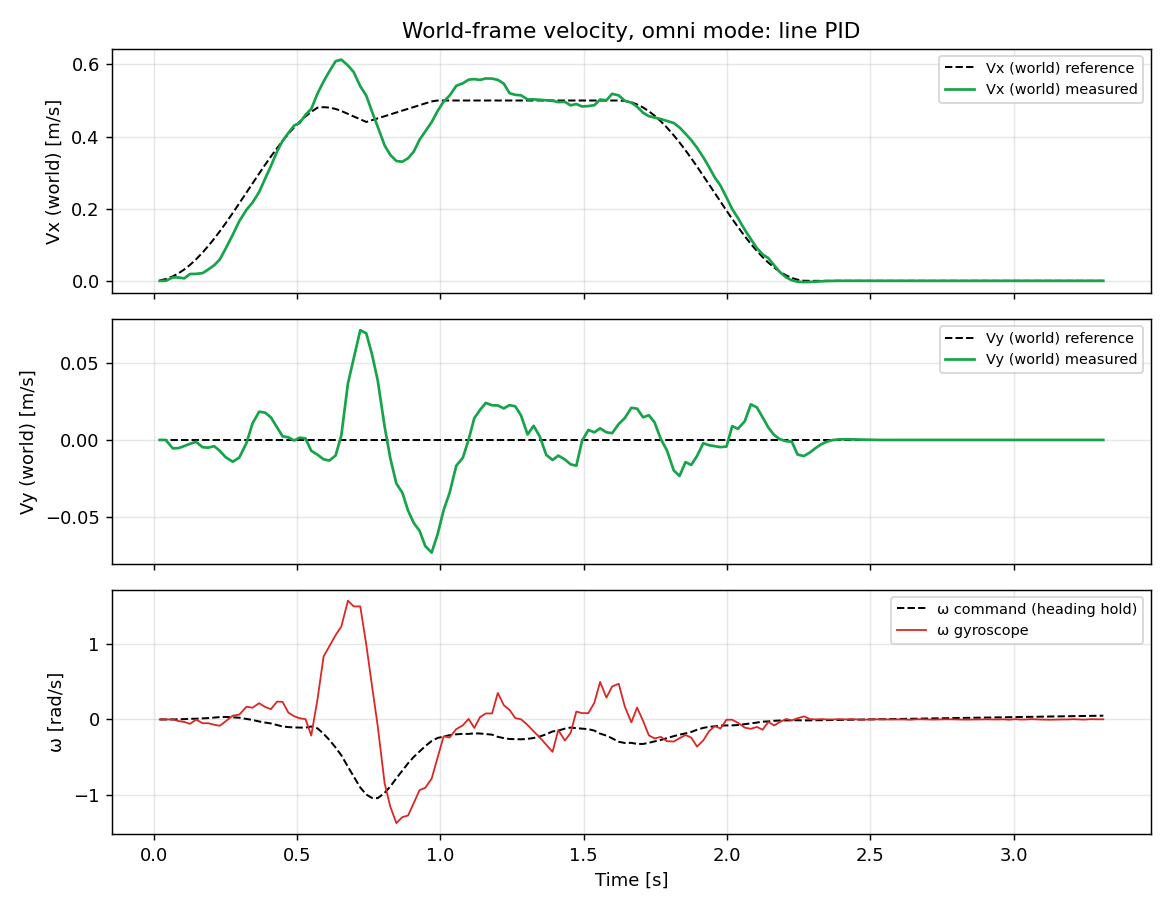 World-frame velocity, omni mode: line PID
Vx (world) [m/s]
0.6
0.4
0.2
0.0
Vx (world) reference
Vx (world) measured
Vy (world) [m/s]
0.05
0.00
−0.05
Vy (world) reference
Vy (world) measured
ω [rad/s]
1
0
−1
ω command (heading hold)
ω gyroscope
0.0 0.5 1.0 1.5 2.0 2.5 3.0
Time [s]